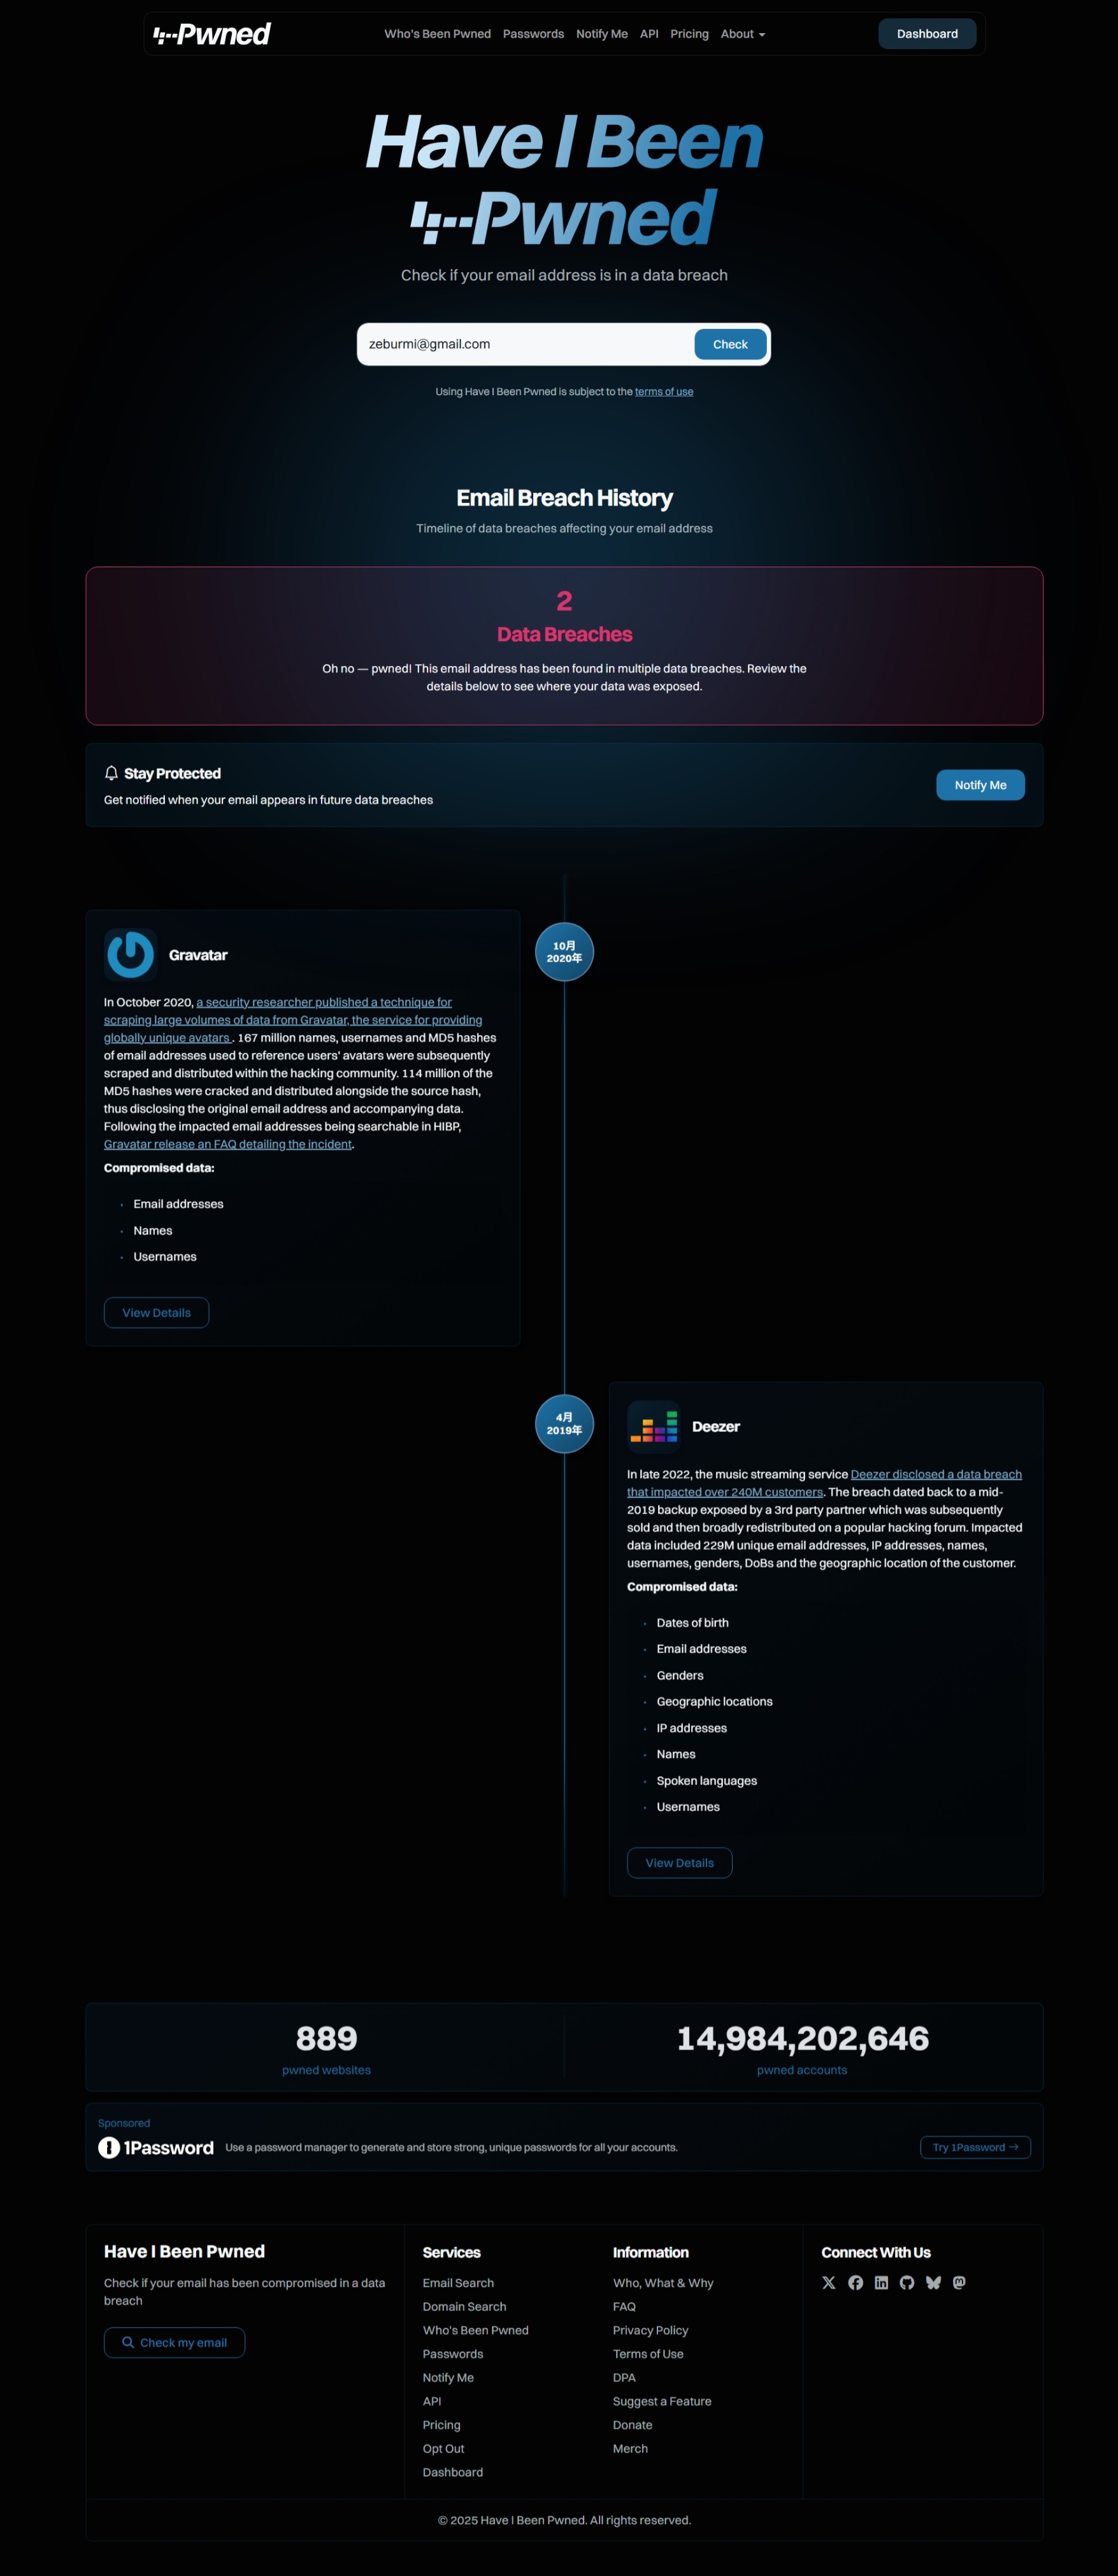 Pwned
Who's Been Pwned Passwords Notify Me API Pricing About
Dashboard
Have I Been
Pwned
Check if your email address is in a data breach
zeburmi@gmail.com
Check
Using Have I Been Pwned is subject to the terms of use
Email Breach History
Timeline of data breaches affecting your email address
2
Data Breaches
Oh no — pwned! This email address has been found in multiple data breaches. Review the
details below to see where your data was exposed.
Stay Protected
Get notified when your email appears in future data breaches
Notify Me
10月
2020年
Gravatar
In October 2020, a security researcher published a technique for
scraping large volumes of data from Gravatar, the service for providing
globally unique avatars . 167 million names, usernames and MD5 hashes
of email addresses used to reference users' avatars were subsequently
scraped and distributed within the hacking community. 114 million of the
MD5 hashes were cracked and distributed alongside the source hash,
thus disclosing the original email address and accompanying data.
Following the impacted email addresses being searchable in HIBP,
Gravatar release an FAQ detailing the incident.
Compromised data:
Email addresses
Names
Usernames
View Details
4月
2019年
Deezer
In late 2022, the music streaming service Deezer disclosed a data breach
that impacted over 240M customers. The breach dated back to a mid-
2019 backup exposed by a 3rd party partner which was subsequently
sold and then broadly redistributed on a popular hacking forum. Impacted
data included 229M unique email addresses, IP addresses, names,
usernames, genders, DoBs and the geographic location of the customer.
Compromised data:
Dates of birth
Email addresses
Genders
Geographic locations
IP addresses
Names
Spoken languages
Usernames
View Details
889
pwned websites
14,984,202,646
pwned accounts
Sponsored
1Password
Use a password manager to generate and store strong, unique passwords for all your accounts.
Try 1Password →
Have I Been Pwned
Check if your email has been compromised in a data
breach
Check my email
Services
Email Search
Domain Search
Who's Been Pwned
Passwords
Notify Me
API
Pricing
Opt Out
Dashboard
Information
Who, What & Why
FAQ
Privacy Policy
Terms of Use
DPA
Suggest a Feature
Donate
Merch
Connect With Us
© 2025 Have I Been Pwned. All rights reserved.